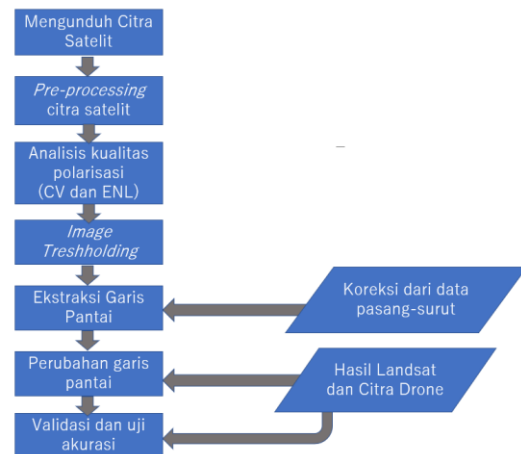 Mengunduh Citra
Satelit
Pre-processing
citra satelit
Analisis kualitas
polarisasi
(CV dan ENL)
Image
Treshholding
Ekstraksi Garis
Pantai
Koreksi dari data
pasang-surut
Perubahan garis
pantai
Hasil Landsat
dan Citra Drone
Validasi dan uji
akurasi